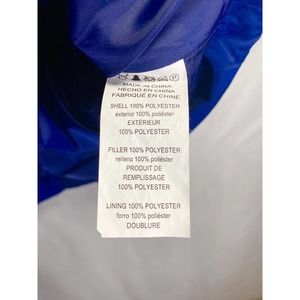 MADE IN CHINA
HECHO EN CHINA
FABRIQUÉ EN CHINE
SHELL 100% POLYESTER
exterior 100% poliéster
EXTÉRIEUR
100% POLYESTER
FILLER 100% POLYESTER
relleno 100% poliéster
PRODUIT DE
REMPLISSAGE
100% POLYESTER
LINING 100% POLYESTER
forro 100% poliéster
DOUBLURE